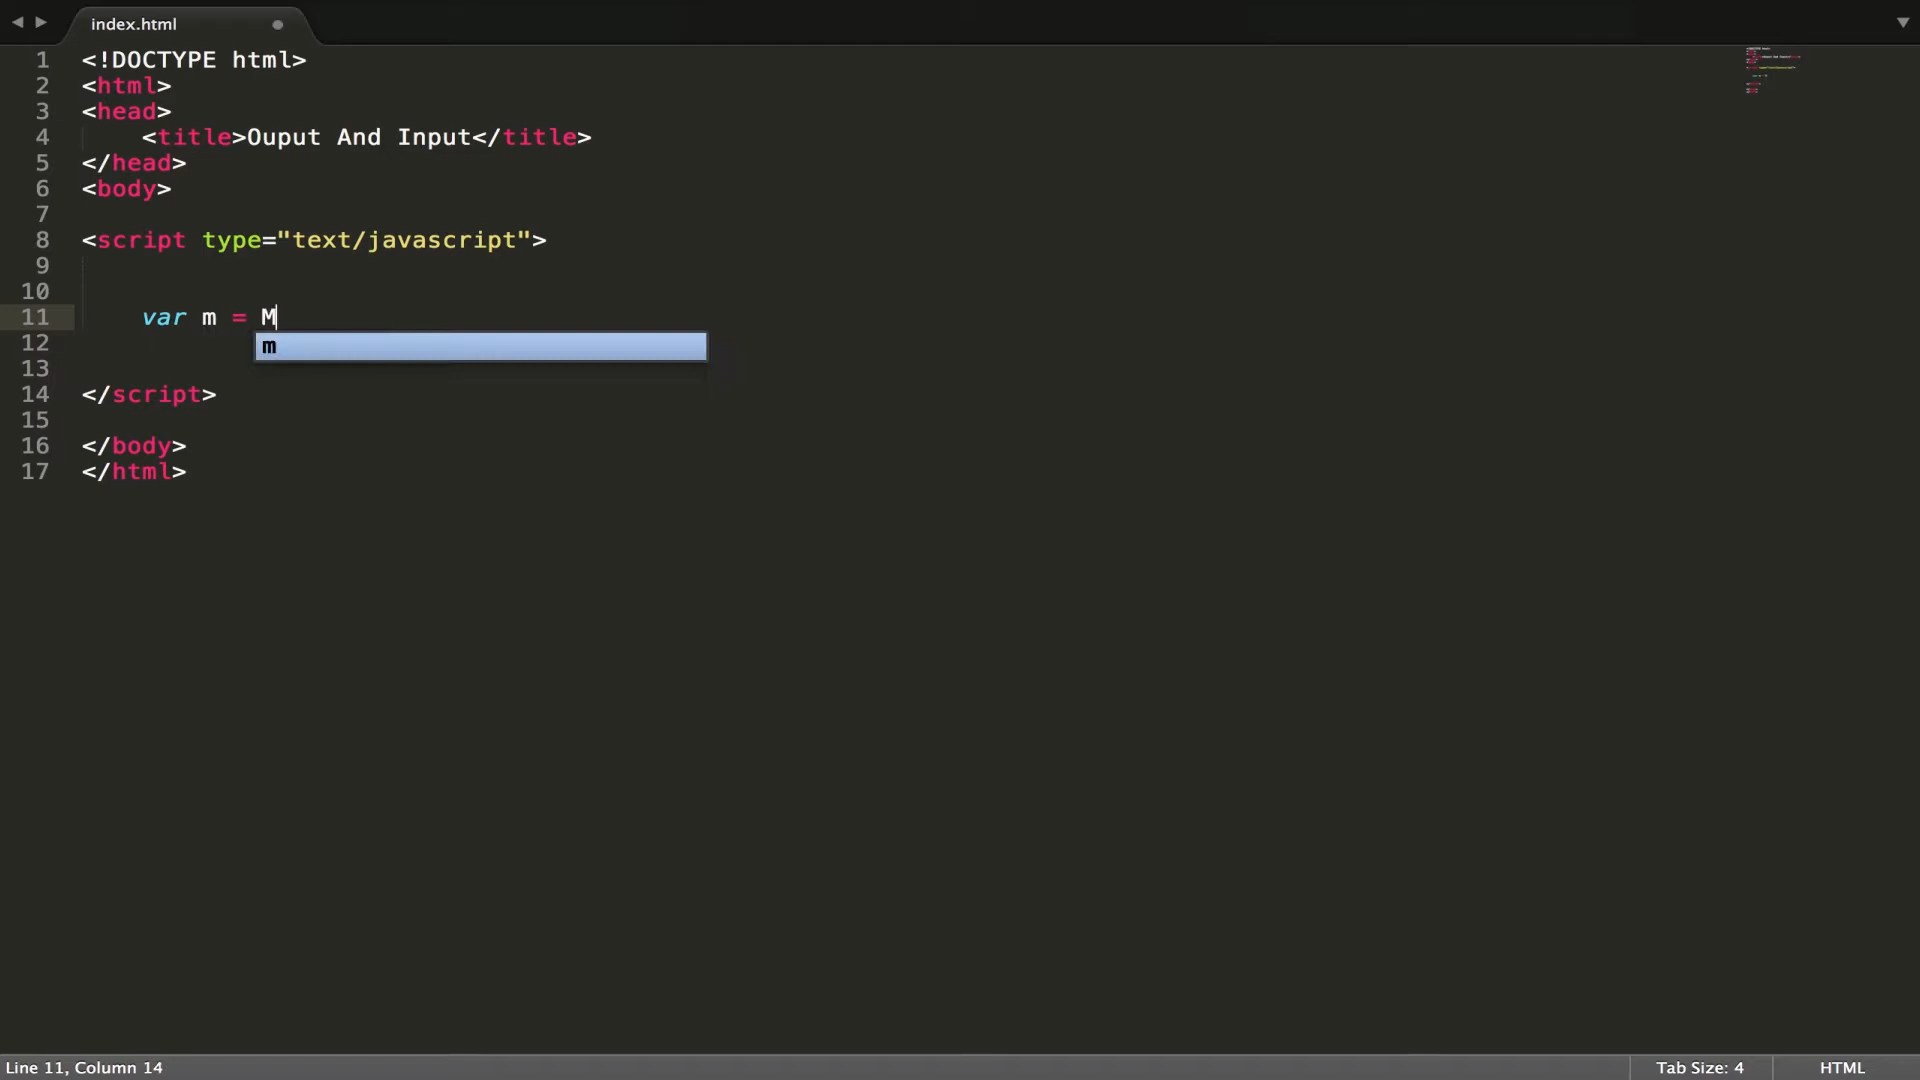 index.html
1 <!DOCTYPE html>
2 <html>
3 <head>
4 <title>Ouput And Input</title>
5 </head>
6 <body>
7
8 <script type="text/javascript">
9
10
11 var m = M
m
12
13
14 </script>
15
16 </body>
17 </html>
Line 11, Column 14 Tab Size: 4 HTML